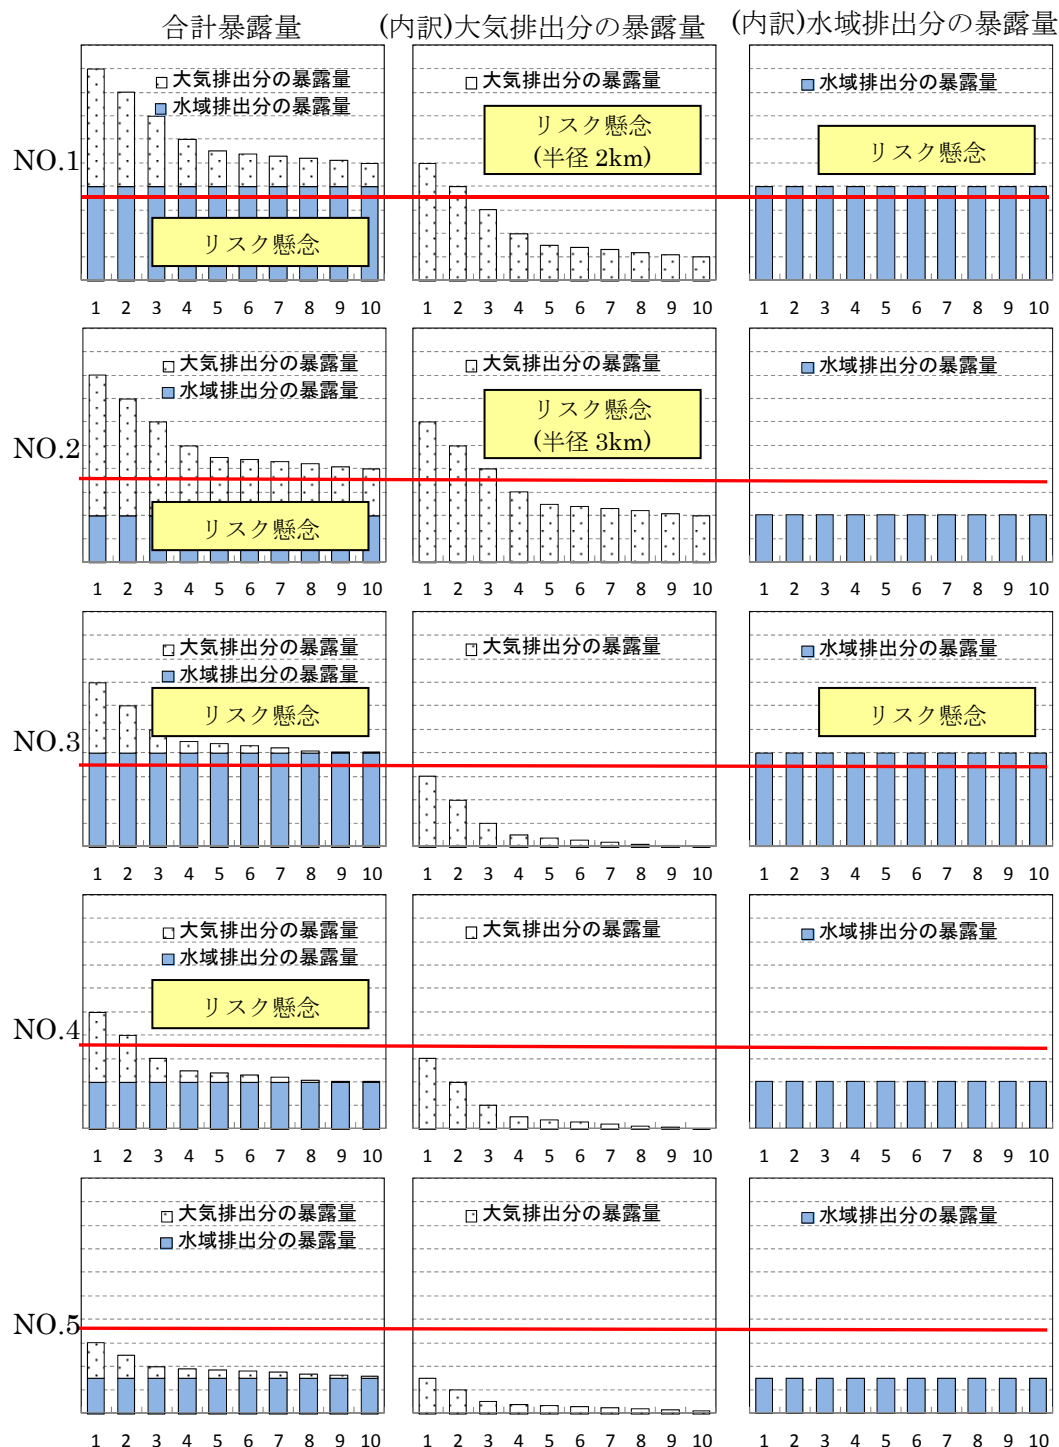 合計暴露量 (内訳)大気排出分の暴露量 (内訳)水域排出分の暴露量
NO.1
大気排出分の暴露量
水域排出分の暴露量
リスク懸念
1 2 3 4 5 6 7 8 9 10
大気排出分の暴露量
リスク懸念
(半径 2km)
1 2 3 4 5 6 7 8 9 10
水域排出分の暴露量
リスク懸念
1 2 3 4 5 6 7 8 9 10
NO.2
大気排出分の暴露量
水域排出分の暴露量
リスク懸念
1 2 3 4 5 6 7 8 9 10
大気排出分の暴露量
リスク懸念
(半径 3km)
1 2 3 4 5 6 7 8 9 10
水域排出分の暴露量
1 2 3 4 5 6 7 8 9 10
NO.3
大気排出分の暴露量
水域排出分の暴露量
リスク懸念
1 2 3 4 5 6 7 8 9 10
大気排出分の暴露量
1 2 3 4 5 6 7 8 9 10
水域排出分の暴露量
リスク懸念
1 2 3 4 5 6 7 8 9 10
NO.4
大気排出分の暴露量
水域排出分の暴露量
リスク懸念
1 2 3 4 5 6 7 8 9 10
大気排出分の暴露量
1 2 3 4 5 6 7 8 9 10
水域排出分の暴露量
1 2 3 4 5 6 7 8 9 10
NO.5
大気排出分の暴露量
水域排出分の暴露量
1 2 3 4 5 6 7 8 9 10
大気排出分の暴露量
1 2 3 4 5 6 7 8 9 10
水域排出分の暴露量
1 2 3 4 5 6 7 8 9 10